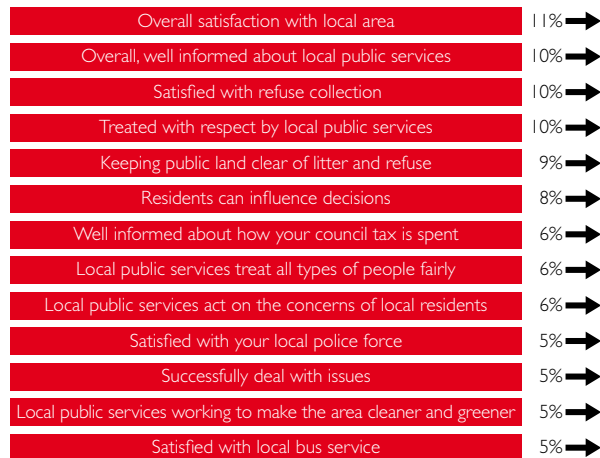 Overall satisfaction with local area 11%
Overall, well informed about local public services 10%
Satisfied with refuse collection 10%
Treated with respect by local public services 10%
Keeping public land clear of litter and refuse 9%
Residents can influence decisions 8%
Well informed about how your council tax is spent 6%
Local public services treat all types of people fairly 6%
Local public services act on the concerns of local residents 6%
Satisfied with your local police force 5%
Successfully deal with issues 5%
Local public services working to make the area cleaner and greener 5%
Satisfied with local bus service 5%